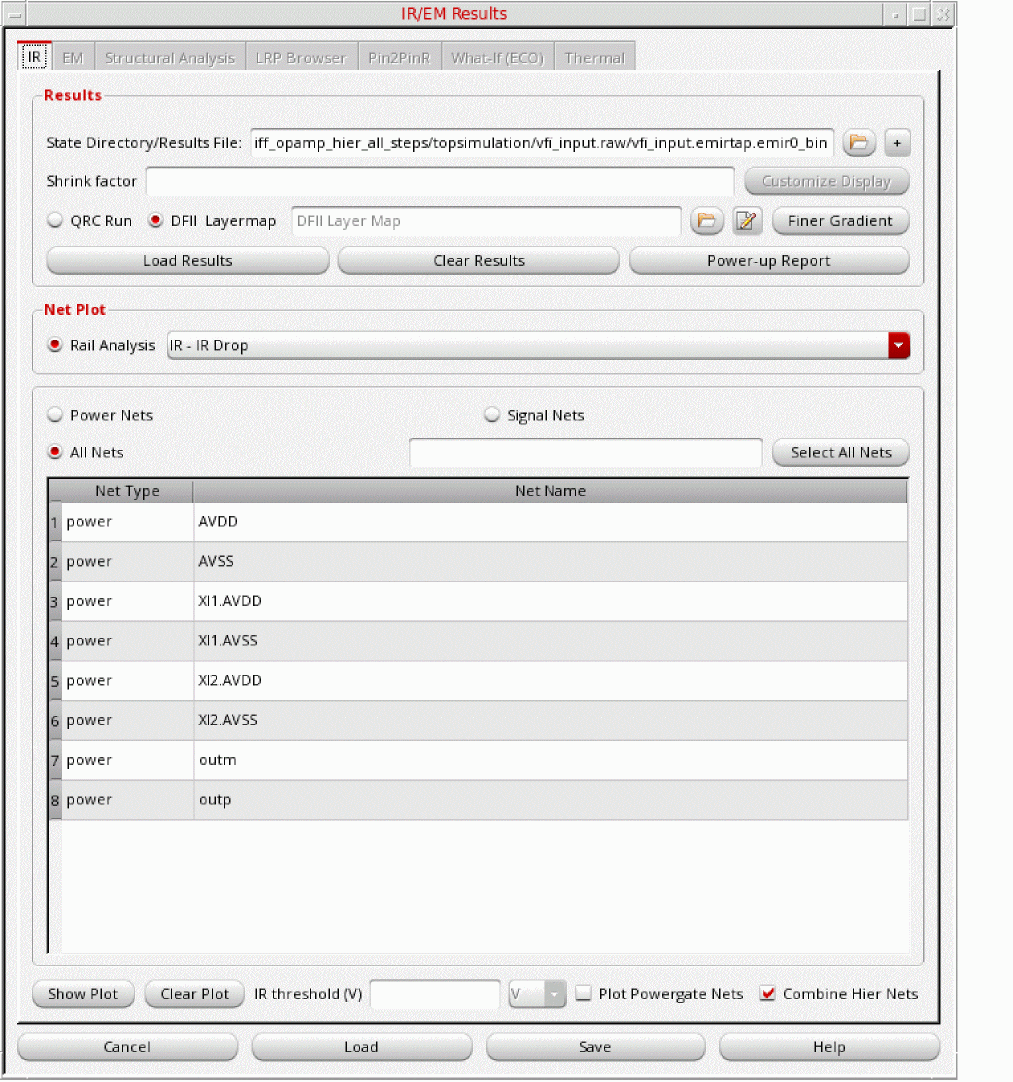 IR/EM Results
IR EM Structural Analysis LRP Browser Pin2PinR What-If (ECO) Thermal
Results
State Directory/Results File: iff_opamp_hier_all_steps/topsimulation/vfi_input.raw/vfi_input.emirtap.emir0_bin +
Shrink factor Customize Display
QRC Run DFII Layermap DFII Layer Map Finer Gradient
Load Results Clear Results Power-up Report
Net Plot
Rail Analysis IR - IR Drop
Power Nets Signal Nets
All Nets Select All Nets
Net Type Net Name
1 power AVDD
2 power AVSS
3 power XI1.AVDD
4 power XI1.AVSS
5 power XI2.AVDD
6 power XI2.AVSS
7 power outm
8 power outp
Show Plot Clear Plot IR threshold (V) V Plot Powergate Nets Combine Hier Nets
Cancel Load Save Help